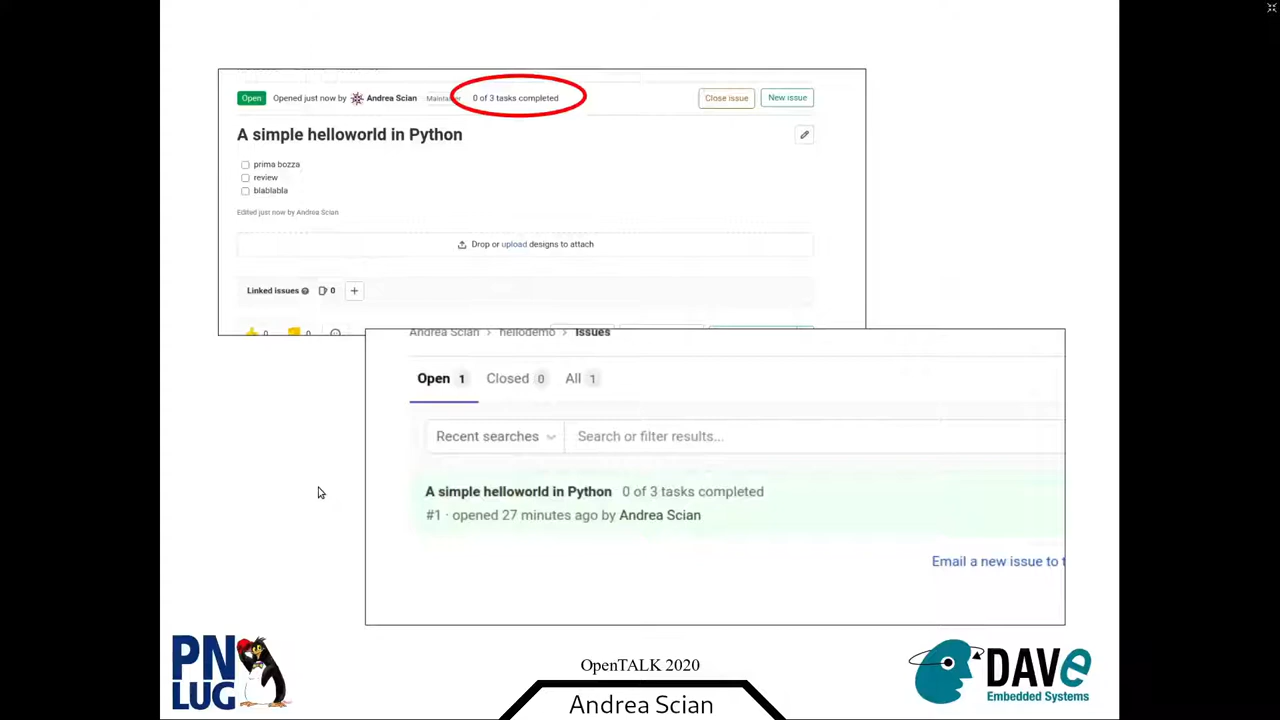 Open Opened just now by Andrea Scian 0 of 3 tasks completed Close issue New issue
A simple helloworld in Python
prima bozza
review
blablabla
Edited just now by Andrea Scian
Drop or upload designs to attach
Linked issues 0
0 0
Andrea Scian > hellodemo > Issues
Open 1 Closed 0 All 1
Recent searches Search or filter results...
A simple helloworld in Python 0 of 3 tasks completed
#1 · opened 27 minutes ago by Andrea Scian
Email a new issue to
PN
LUG
OpenTALK 2020
Andrea Scian
DAVe
Embedded Systems